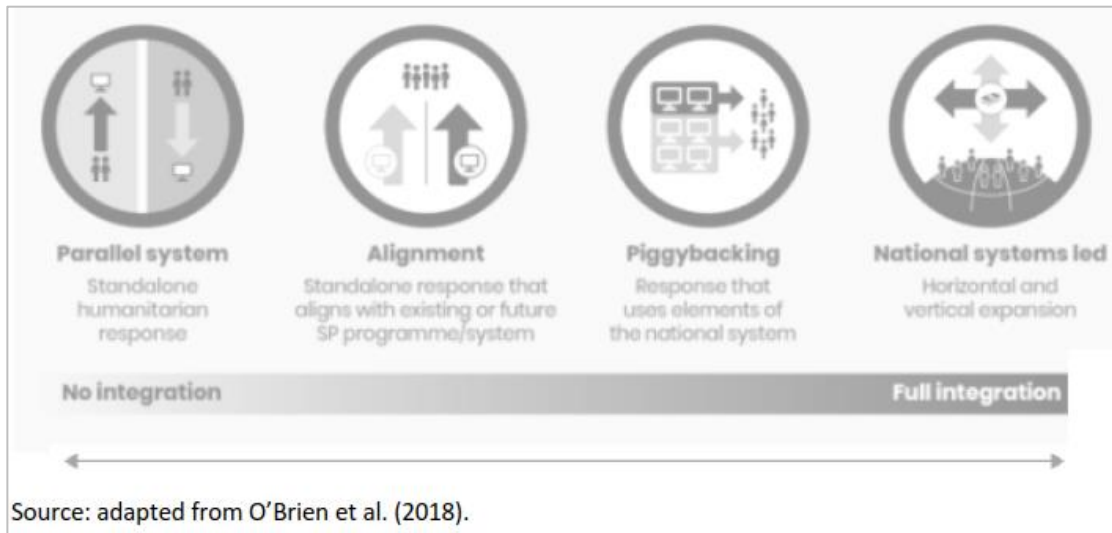 Parallel system
Standalone
humanitarian
response
Alignment
Standalone response that
aligns with existing or future
SP programme/system
Piggybacking
Response that
uses elements of
the national system
National systems led
Horizontal and
vertical expansion
No integration
Full integration
Source: adapted from O’Brien et al. (2018).